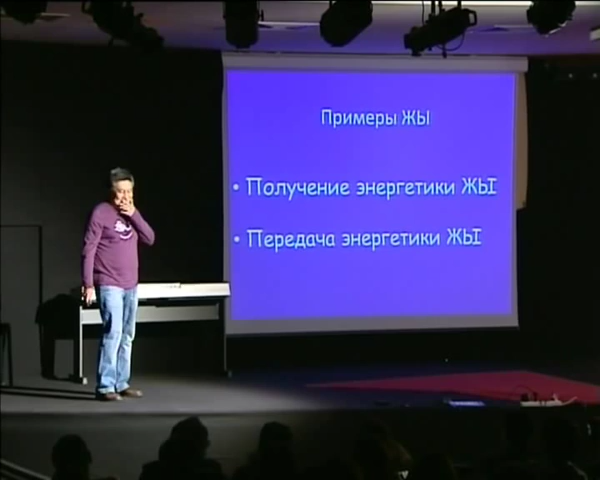 Примеры ЖЫ
• Получение энергетики ЖЫ
• Передача энергетики ЖЫ